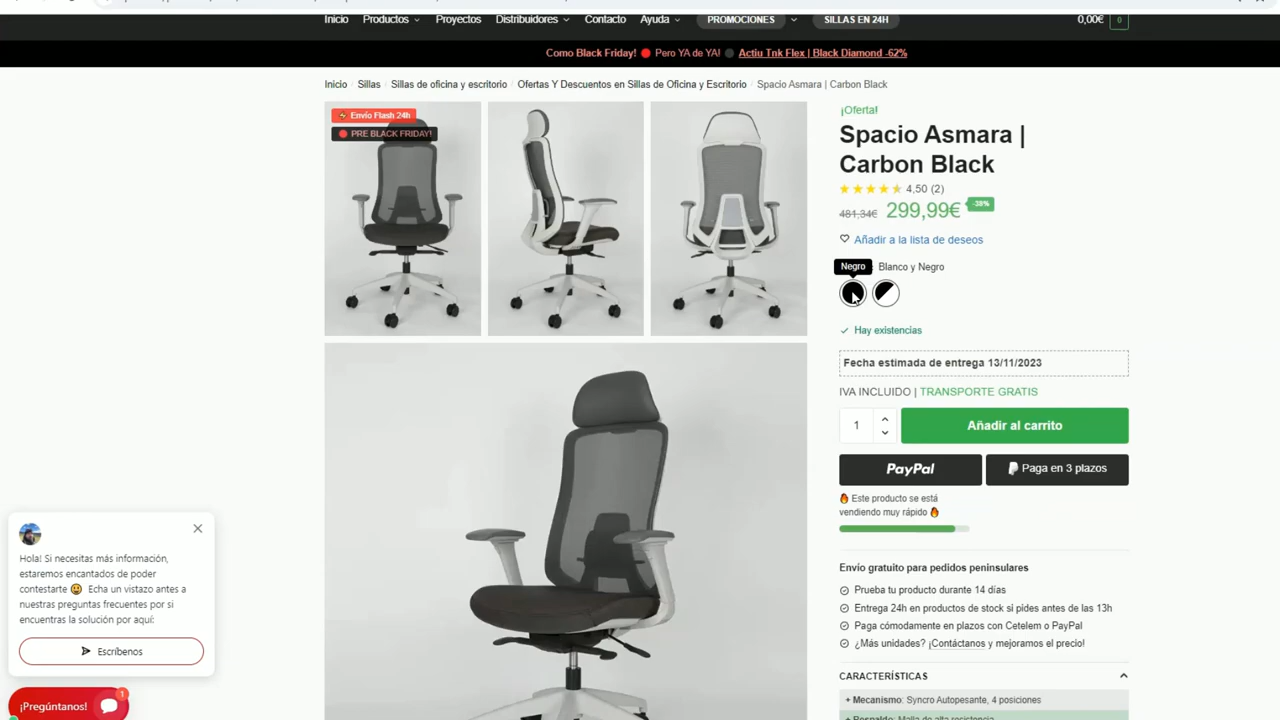 Inicio Productos Proyectos Distribuidores Contacto Ayuda PROMOCIONES SILLAS EN 24H 0,00€ 0
Como Black Friday! 🔴 Pero YA de YA! ⚫ Actiu Tnk Flex | Black Diamond -62%
Inicio / Sillas / Sillas de oficina y escritorio / Ofertas Y Descuentos en Sillas de Oficina y Escritorio / Spacio Asmara | Carbon Black
Envío Flash 24h
PRE BLACK FRIDAY!
¡Oferta!
Spacio Asmara |
Carbon Black
4,50 (2)
481,34€ 299,99€ -38%
Añadir a la lista de deseos
Negro Blanco y Negro
Hay existencias
Fecha estimada de entrega 13/11/2023
IVA INCLUIDO | TRANSPORTE GRATIS
1 Añadir al carrito
PayPal Paga en 3 plazos
🔥 Este producto se está
vendiendo muy rápido 🔥
Envío gratuito para pedidos peninsulares
Prueba tu producto durante 14 días
Entrega 24h en productos de stock si pides antes de las 13h
Paga cómodamente en plazos con Cetelem o PayPal
¿Más unidades? ¡Contáctanos y mejoramos el precio!
CARACTERÍSTICAS
+ Mecanismo: Syncro Autopesante, 4 posiciones
+ Respaldo: Malla de alta resistencia
Hola! Si necesitas más información,
estaremos encantados de poder
contestarte 😃 Echa un vistazo antes a
nuestras preguntas frecuentes por si
encuentras la solución por aquí:
Escríbenos
¡Pregúntanos! 1